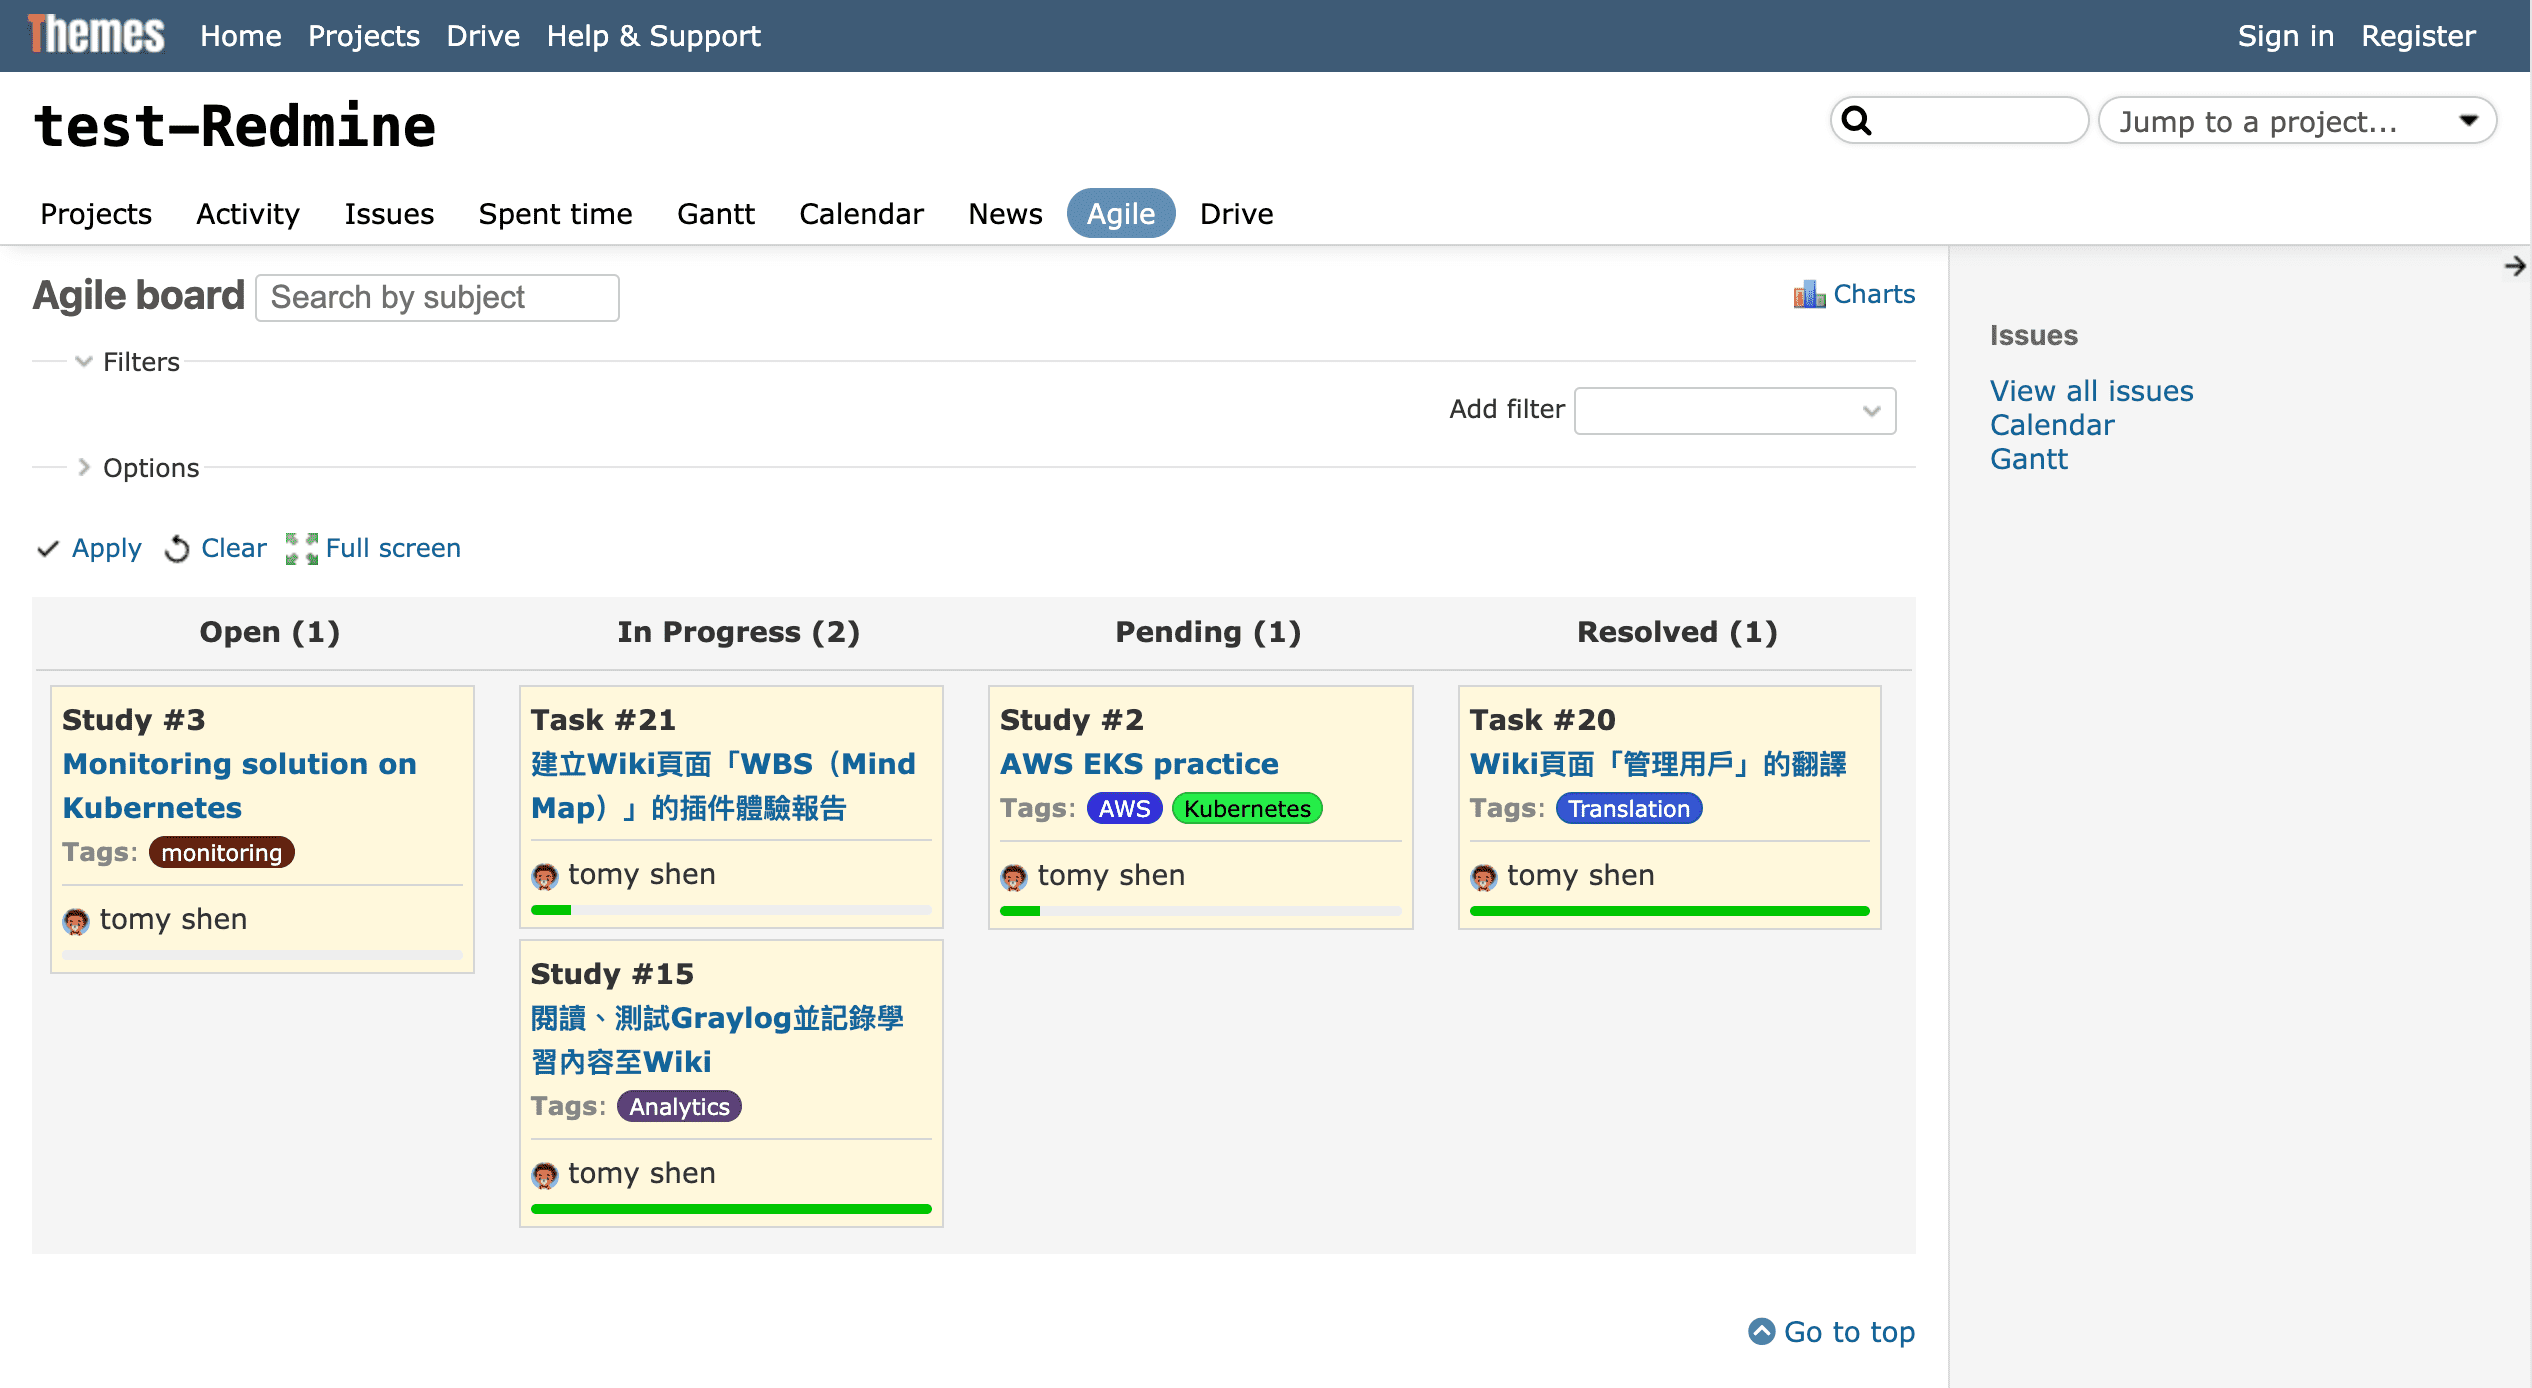 Themes Home Projects Drive Help & Support Sign in Register
test-Redmine
Jump to a project...
Projects Activity Issues Spent time Gantt Calendar News Agile Drive
Agile board Search by subject Charts
Filters
Add filter
Options
Apply Clear Full screen
Open (1) In Progress (2) Pending (1) Resolved (1)
Study #3
Monitoring solution on
Kubernetes
Tags: monitoring
tomy shen
Task #21
建立Wiki頁面「WBS（Mind
Map）」的插件體驗報告
tomy shen
Study #15
閱讀、測試Graylog並記錄學
習內容至Wiki
Tags: Analytics
tomy shen
Study #2
AWS EKS practice
Tags: AWS Kubernetes
tomy shen
Task #20
Wiki頁面「管理用戶」的翻譯
Tags: Translation
tomy shen
Go to top
Issues
View all issues
Calendar
Gantt